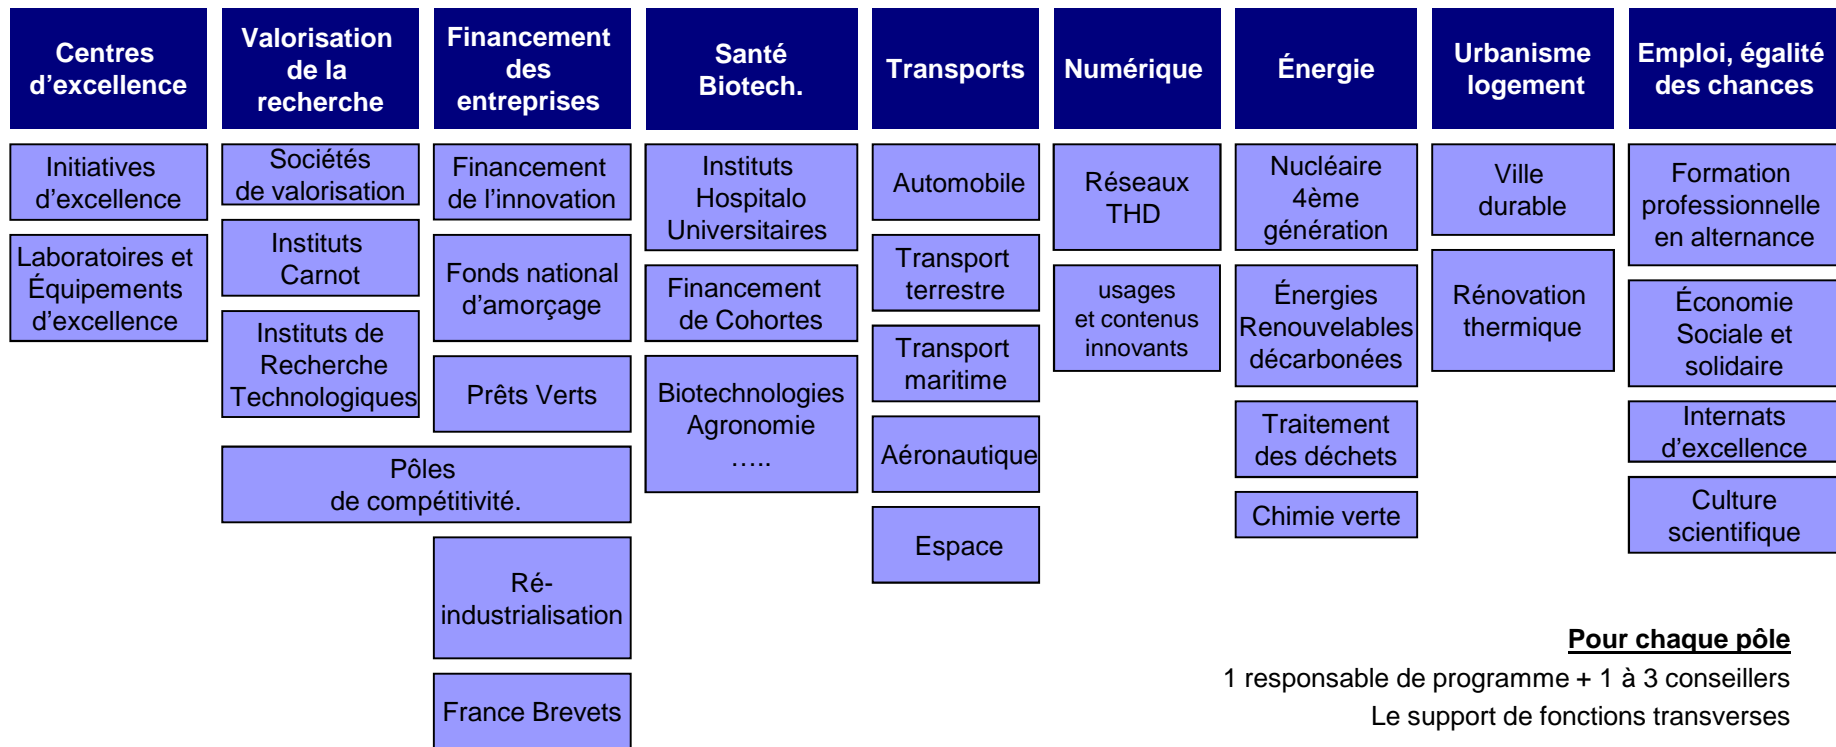 Centres
d'excellence
Valorisation
de la
recherche
Financement
des
entreprises
Santé
Biotech.
Transports
Numérique
Énergie
Urbanisme
logement
Emploi, égalité
des chances
Initiatives
d'excellence
Laboratoires et
Équipements
d'excellence
Sociétés
de valorisation
Instituts
Carnot
Instituts de
Recherche
Technologiques
Pôles
de compétitivité.
Financement
de l'innovation
Fonds national
d'amorçage
Prêts Verts
Ré-
industrialisation
France Brevets
Instituts
Hospitalo
Universitaires
Financement
de Cohortes
Biotechnologies
Agronomie
…..
Automobile
Transport
terrestre
Transport
maritime
Aéronautique
Espace
Réseaux
THD
usages
et contenus
innovants
Nucléaire
4ème
génération
Énergies
Renouvelables
décarbonées
Traitement
des déchets
Chimie verte
Ville
durable
Rénovation
thermique
Formation
professionnelle
en alternance
Économie
Sociale et
solidaire
Internats
d'excellence
Culture
scientifique
Pour chaque pôle
1 responsable de programme + 1 à 3 conseillers
Le support de fonctions transverses